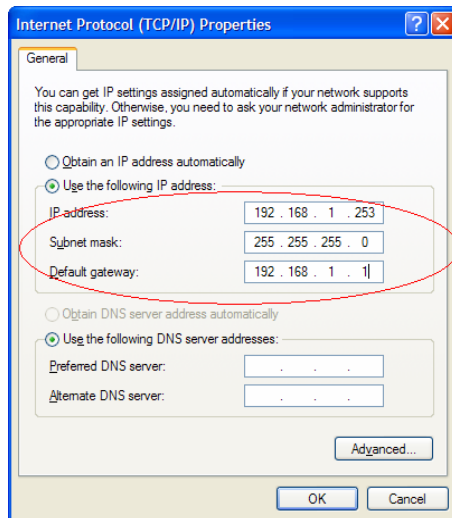 Internet Protocol (TCP/IP) Properties
General
You can get IP settings assigned automatically if your network supports
this capability. Otherwise, you need to ask your network administrator for
the appropriate IP settings.
Obtain an IP address automatically
Use the following IP address:
IP address: 192 . 168 . 1 . 253
Subnet mask: 255 . 255 . 255 . 0
Default gateway: 192 . 168 . 1 . 1
Obtain DNS server address automatically
Use the following DNS server addresses:
Preferred DNS server: . . .
Alternate DNS server: . . .
Advanced...
OK Cancel